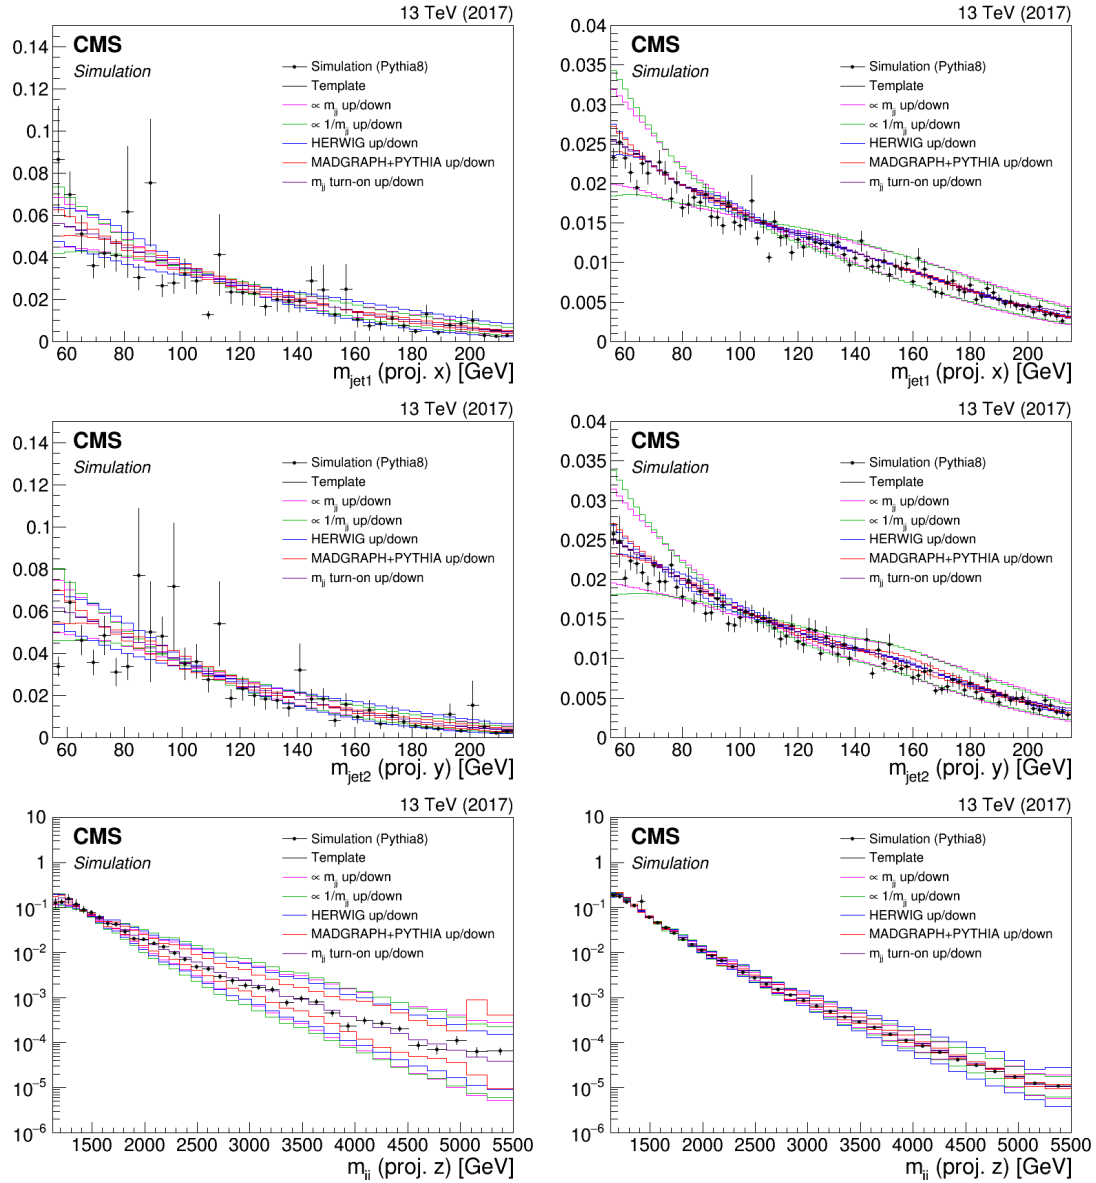 13 TeV (2017)
CMS
Simulation
Simulation (Pythia8)
Template
∝ m_jj up/down
∝ 1/m_jj up/down
HERWIG up/down
MADGRAPH+PYTHIA up/down
m_jj turn-on up/down
0.14
0.12
0.1
0.08
0.06
0.04
0.02
0
60 80 100 120 140 160 180 200
m_jet1 (proj. x) [GeV]
13 TeV (2017)
CMS
Simulation
Simulation (Pythia8)
Template
∝ m_jj up/down
∝ 1/m_jj up/down
HERWIG up/down
MADGRAPH+PYTHIA up/down
m_jj turn-on up/down
0.04
0.035
0.03
0.025
0.02
0.015
0.01
0.005
0
60 80 100 120 140 160 180 200
m_jet1 (proj. x) [GeV]
13 TeV (2017)
CMS
Simulation
Simulation (Pythia8)
Template
∝ m_jj up/down
∝ 1/m_jj up/down
HERWIG up/down
MADGRAPH+PYTHIA up/down
m_jj turn-on up/down
0.14
0.12
0.1
0.08
0.06
0.04
0.02
0
60 80 100 120 140 160 180 200
m_jet2 (proj. y) [GeV]
13 TeV (2017)
CMS
Simulation
Simulation (Pythia8)
Template
∝ m_jj up/down
∝ 1/m_jj up/down
HERWIG up/down
MADGRAPH+PYTHIA up/down
m_jj turn-on up/down
0.04
0.035
0.03
0.025
0.02
0.015
0.01
0.005
0
60 80 100 120 140 160 180 200
m_jet2 (proj. y) [GeV]
13 TeV (2017)
CMS
Simulation
Simulation (Pythia8)
Template
∝ m_jj up/down
∝ 1/m_jj up/down
HERWIG up/down
MADGRAPH+PYTHIA up/down
m_jj turn-on up/down
10
1
10⁻¹
10⁻²
10⁻³
10⁻⁴
10⁻⁵
10⁻⁶
1500 2000 2500 3000 3500 4000 4500 5000 5500
m_jj (proj. z) [GeV]
13 TeV (2017)
CMS
Simulation
Simulation (Pythia8)
Template
∝ m_jj up/down
∝ 1/m_jj up/down
HERWIG up/down
MADGRAPH+PYTHIA up/down
m_jj turn-on up/down
10
1
10⁻¹
10⁻²
10⁻³
10⁻⁴
10⁻⁵
10⁻⁶
1500 2000 2500 3000 3500 4000 4500 5000 5500
m_jj (proj. z) [GeV]